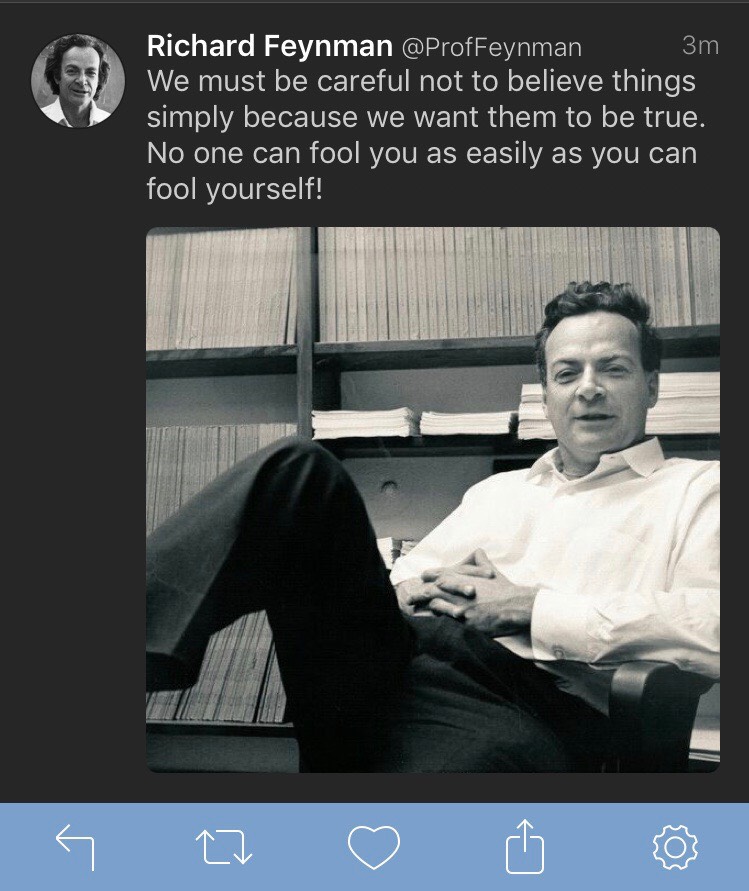 Richard Feynman @ProfFeynman 3m
We must be careful not to believe things
simply because we want them to be true.
No one can fool you as easily as you can
fool yourself!